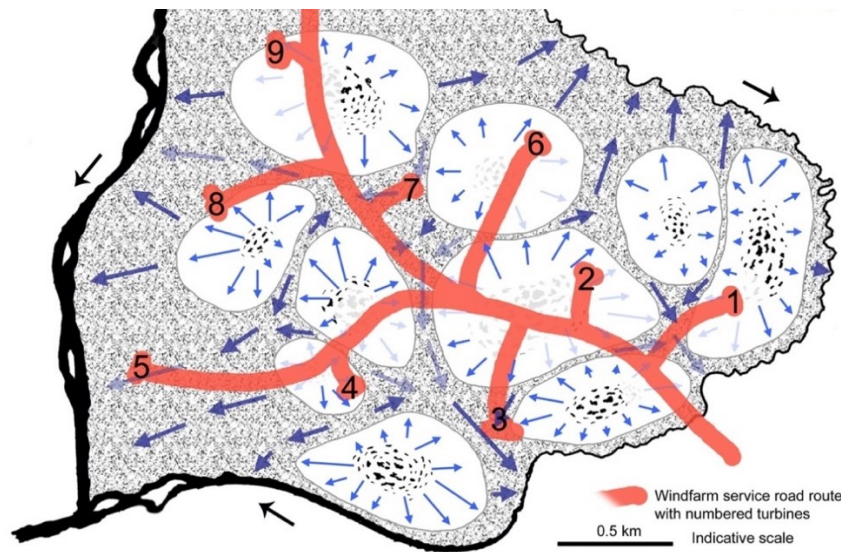 9
6
7
8
2
1
5
4
3
Windfarm service road route
with numbered turbines
0.5 km
Indicative scale